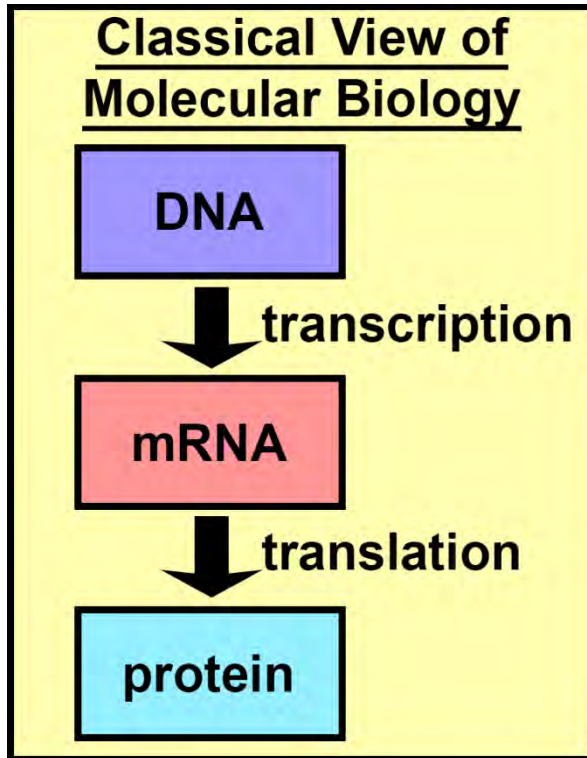 Classical View of
Molecular Biology
DNA
transcription
mRNA
translation
protein